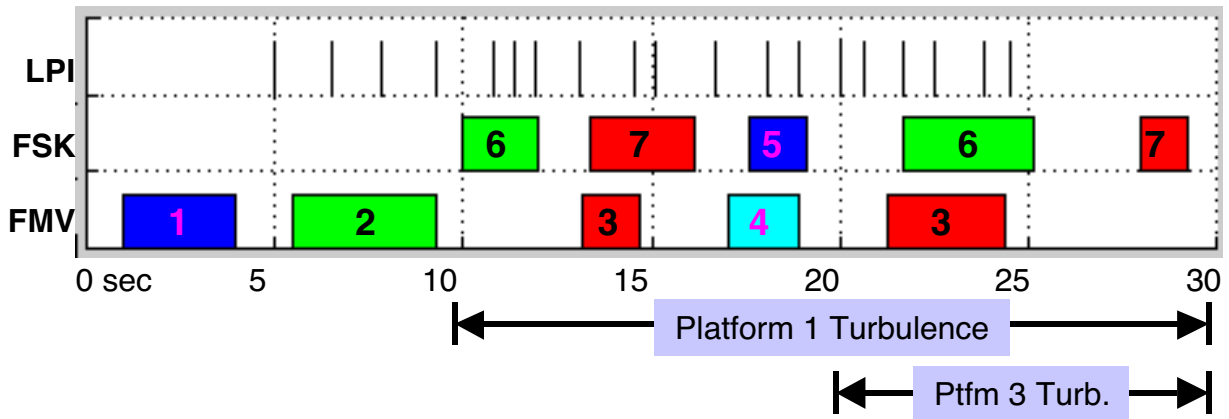 LPI
FSK 6 7 5 6 7
FMV 1 2 3 4 3
0 sec 5 10 15 20 25 30
Platform 1 Turbulence
Ptfm 3 Turb.